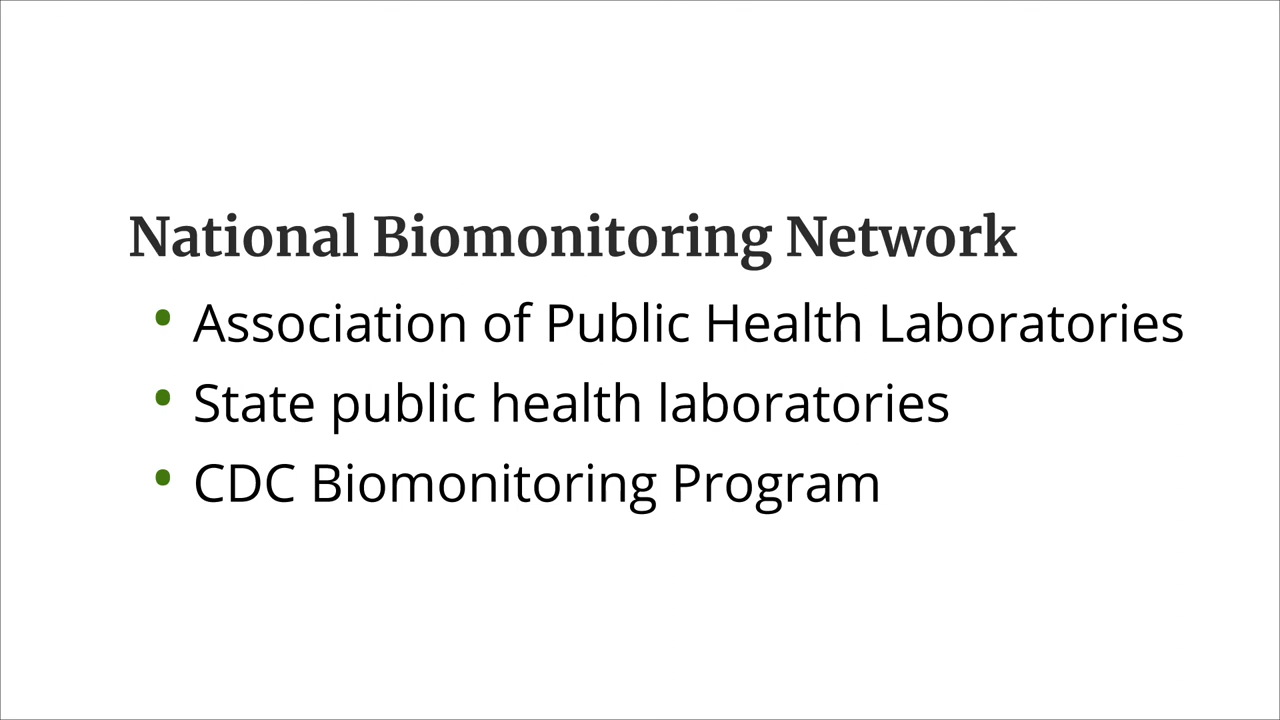 National Biomonitoring Network
• Association of Public Health Laboratories
• State public health laboratories
• CDC Biomonitoring Program